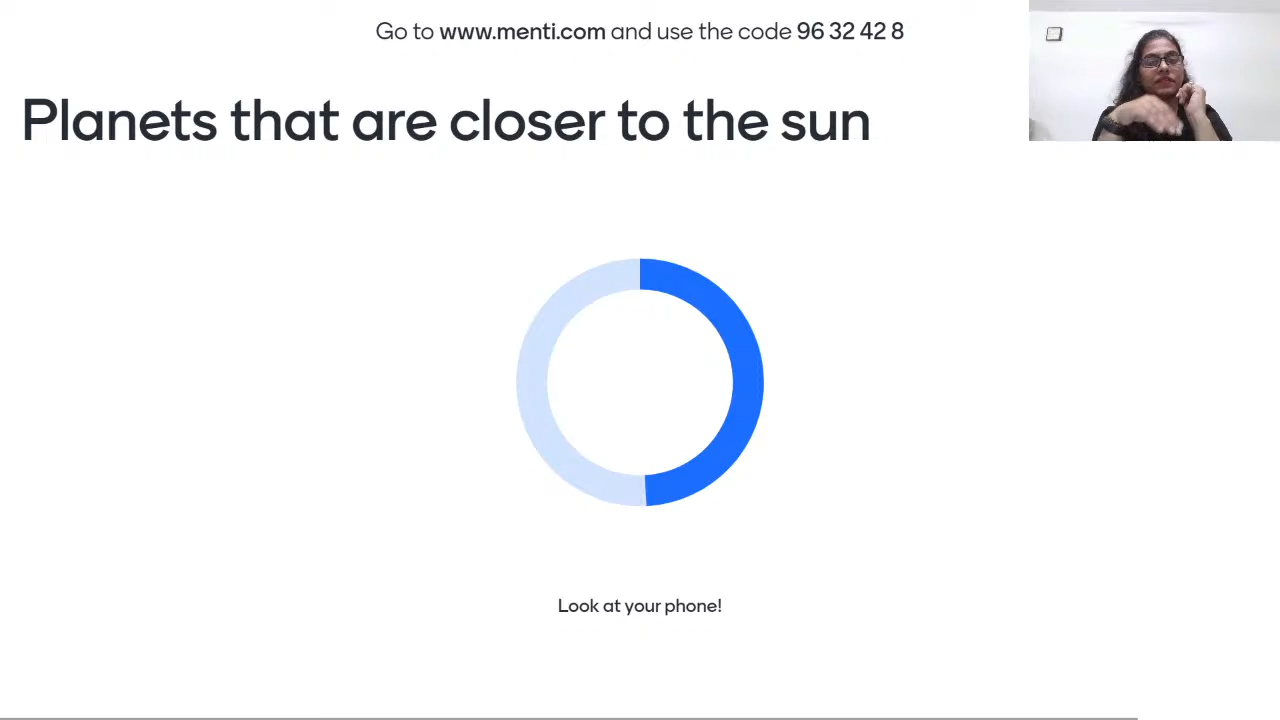 Go to www.menti.com and use the code 96 32 42 8
Planets that are closer to the sun
Look at your phone!